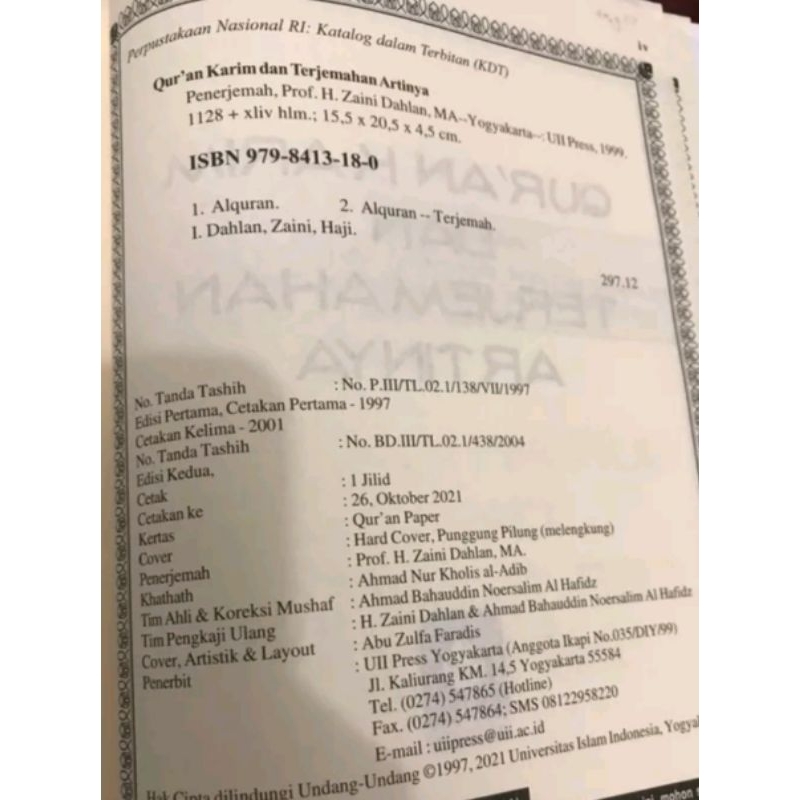 iv
Perpustakaan Nasional RI: Katalog dalam Terbitan (KDT)
Qur'an Karim dan Terjemahan Artinya
Penerjemah, Prof. H. Zaini Dahlan, MA--Yogyakarta--: UII Press, 1999.
1128 + xliv hlm.; 15,5 x 20,5 x 4,5 cm.
ISBN 979-8413-18-0
1. Alquran. 2. Alquran -- Terjemah.
I. Dahlan, Zaini, Haji.
297.12
No. Tanda Tashih : No. P.III/TL.02.1/138/VII/1997
Edisi Pertama, Cetakan Pertama - 1997
Cetakan Kelima - 2001
No. Tanda Tashih : No. BD.III/TL.02.1/438/2004
Edisi Kedua,
Cetak : 1 Jilid
Cetakan ke : 26, Oktober 2021
Kertas : Qur'an Paper
Cover : Hard Cover, Punggung Pilung (melengkung)
Penerjemah : Prof. H. Zaini Dahlan, MA.
Khathath : Ahmad Nur Kholis al-Adib
Tim Ahli & Koreksi Mushaf : Ahmad Bahauddin Noersalim Al Hafidz
Tim Pengkaji Ulang : H. Zaini Dahlan & Ahmad Bahauddin Noersalim Al Hafidz
Cover, Artistik & Layout : Abu Zulfa Faradis
Penerbit : UII Press Yogyakarta (Anggota Ikapi No.035/DIY/99)
Jl. Kaliurang KM. 14,5 Yogyakarta 55584
Tel. (0274) 547865 (Hotline)
Fax. (0274) 547864; SMS 08122958220
E-mail : uiipress@uii.ac.id
Hak Cipta dilindungi Undang-Undang ©1997, 2021 Universitas Islam Indonesia, Yogya
mohon